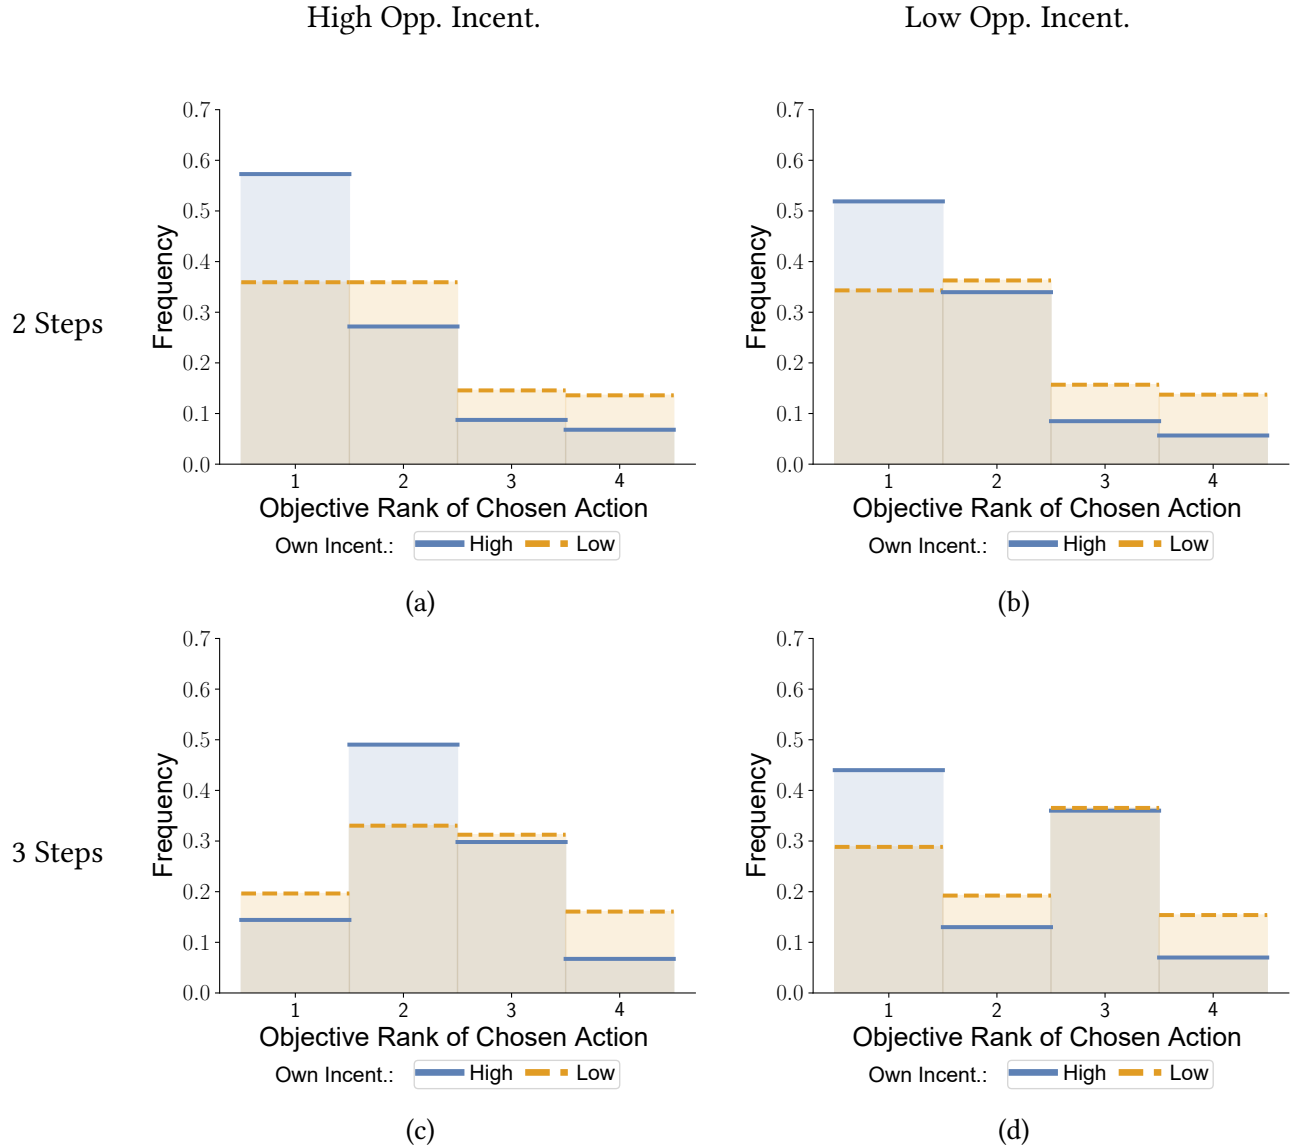 High Opp. Incent.
Low Opp. Incent.
2 Steps
Frequency
0.7
0.6
0.5
0.4
0.3
0.2
0.1
0.0
1 2 3 4
Objective Rank of Chosen Action
Own Incent.: High Low
(a)
Frequency
0.7
0.6
0.5
0.4
0.3
0.2
0.1
0.0
1 2 3 4
Objective Rank of Chosen Action
Own Incent.: High Low
(b)
3 Steps
Frequency
0.7
0.6
0.5
0.4
0.3
0.2
0.1
0.0
1 2 3 4
Objective Rank of Chosen Action
Own Incent.: High Low
(c)
Frequency
0.7
0.6
0.5
0.4
0.3
0.2
0.1
0.0
1 2 3 4
Objective Rank of Chosen Action
Own Incent.: High Low
(d)